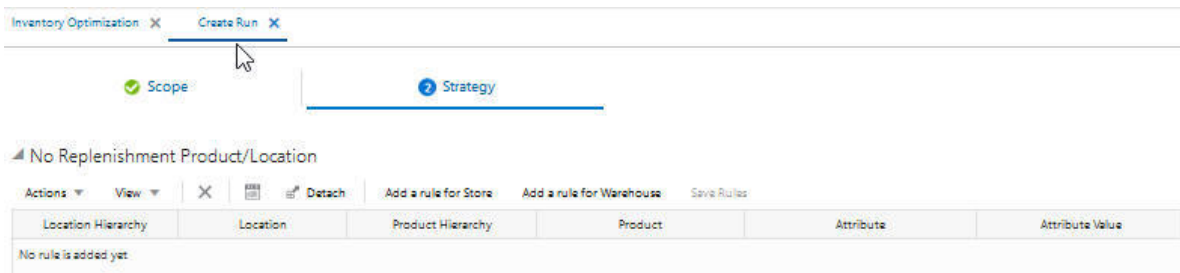 Inventory Optimization Create Run
Scope 2 Strategy
No Replenishment Product/Location
Actions View Detach Add a rule for Store Add a rule for Warehouse Save Rules
Location Hierarchy Location Product Hierarchy Product Attribute Attribute Value
No rule is added yet